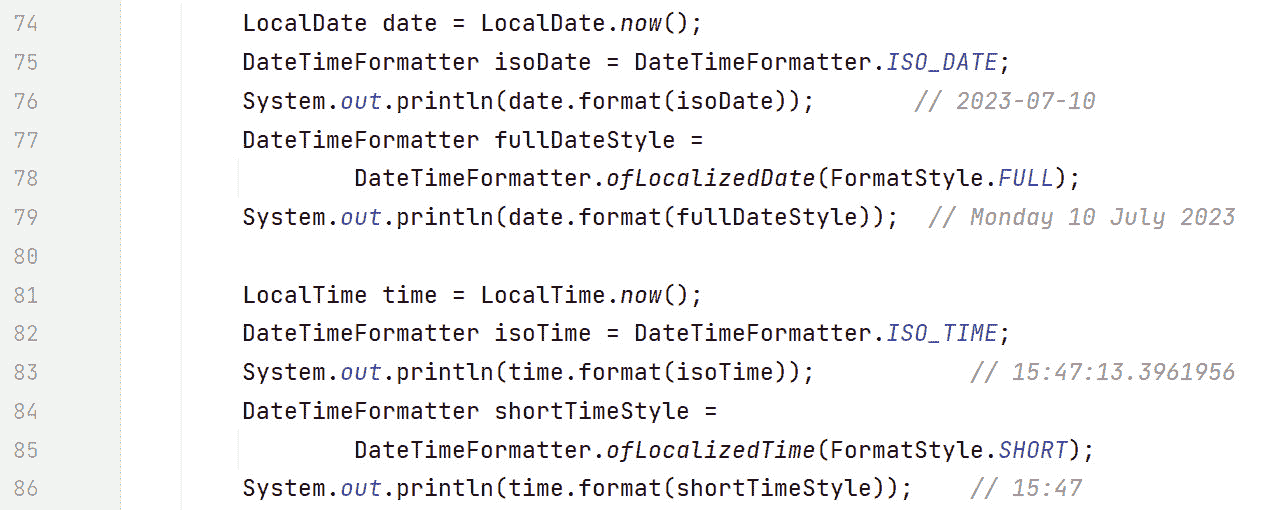 74 LocalDate date = LocalDate.now();
75 DateTimeFormatter isoDate = DateTimeFormatter.ISO_DATE;
76 System.out.println(date.format(isoDate)); // 2023-07-10
77 DateTimeFormatter fullDateStyle =
78 DateTimeFormatter.ofLocalizedDate(FormatStyle.FULL);
79 System.out.println(date.format(fullDateStyle)); // Monday 10 July 2023
80
81 LocalTime time = LocalTime.now();
82 DateTimeFormatter isoTime = DateTimeFormatter.ISO_TIME;
83 System.out.println(time.format(isoTime)); // 15:47:13.3961956
84 DateTimeFormatter shortTimeStyle =
85 DateTimeFormatter.ofLocalizedTime(FormatStyle.SHORT);
86 System.out.println(time.format(shortTimeStyle)); // 15:47